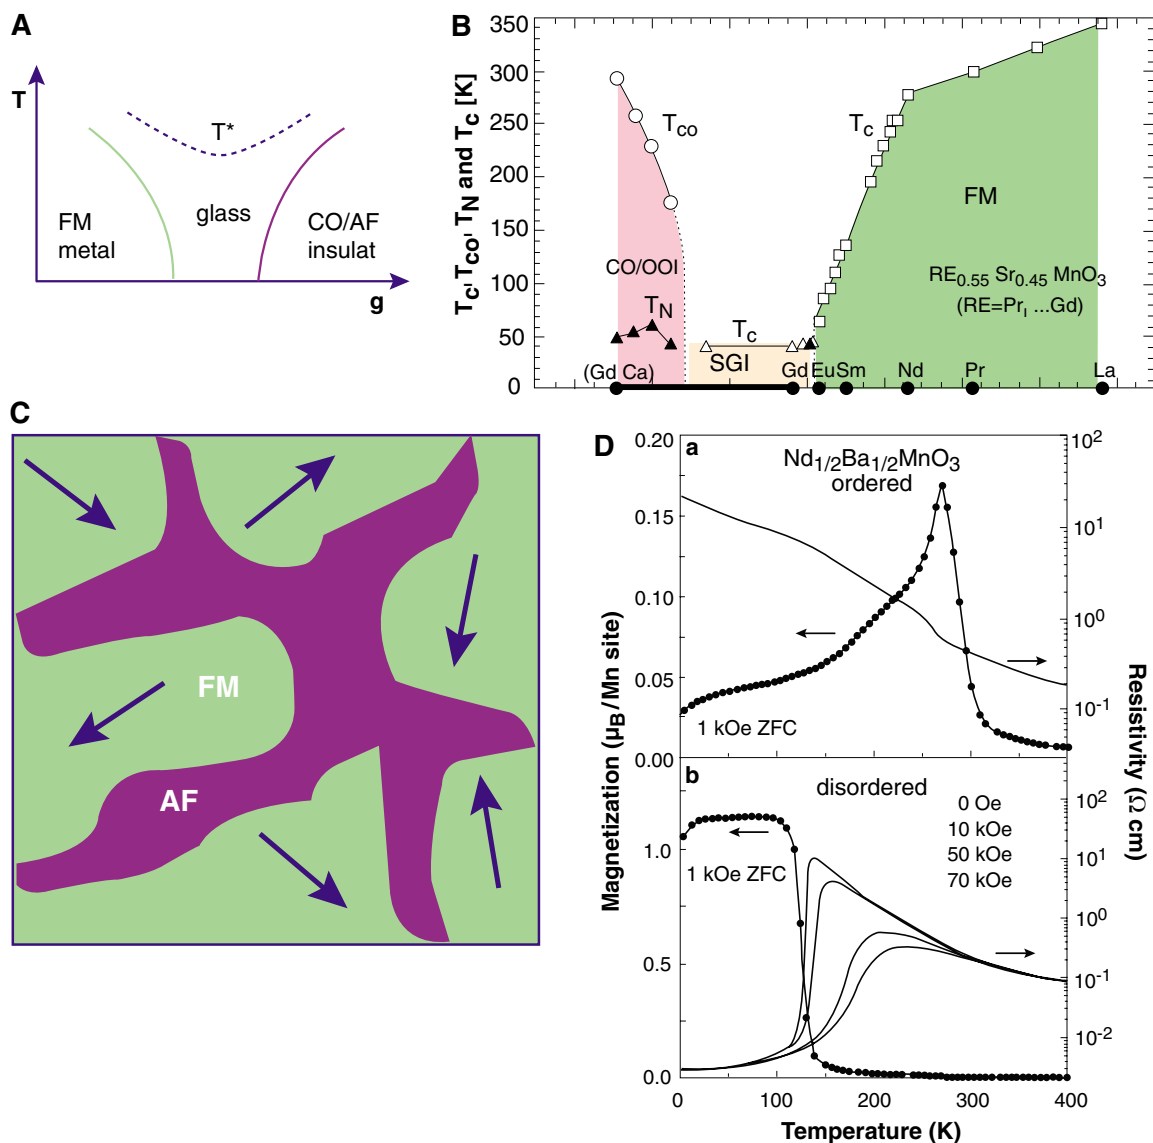 A
T
T*
FM
metal
glass
CO/AF
insulat
g
B
T_C, T_CO, T_N and T_C [K]
350
300
250
200
150
100
50
0
T_CO
T_C
FM
CO/OOI
T_N
RE_0.55 Sr_0.45 MnO_3
(RE=Pr_I ...Gd)
T_C
SGI
(Gd Ca)
Gd
Eu
Sm
Nd
Pr
La
C
FM
AF
D
a
Nd_1/2Ba_1/2MnO_3
ordered
1 kOe ZFC
0.20
0.15
0.10
0.05
0.00
10^2
10^1
10^0
10^-1
b
disordered
0 Oe
10 kOe
50 kOe
70 kOe
1 kOe ZFC
1.0
0.5
0.0
10^2
10^1
10^0
10^-1
10^-2
Magnetization (μ_B/Mn site)
Resistivity (Ω cm)
0
100
200
300
400
Temperature (K)